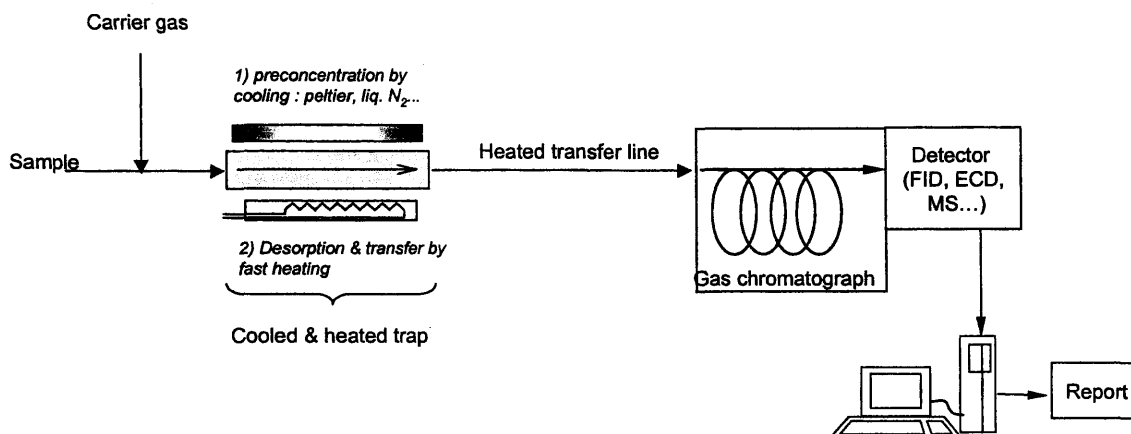 Carrier gas
1) preconcentration by
cooling : peltier, liq. N2...
Sample
Heated transfer line
Detector
(FID, ECD,
MS...)
2) Desorption & transfer by
fast heating
Gas chromatograph
Cooled & heated trap
Report